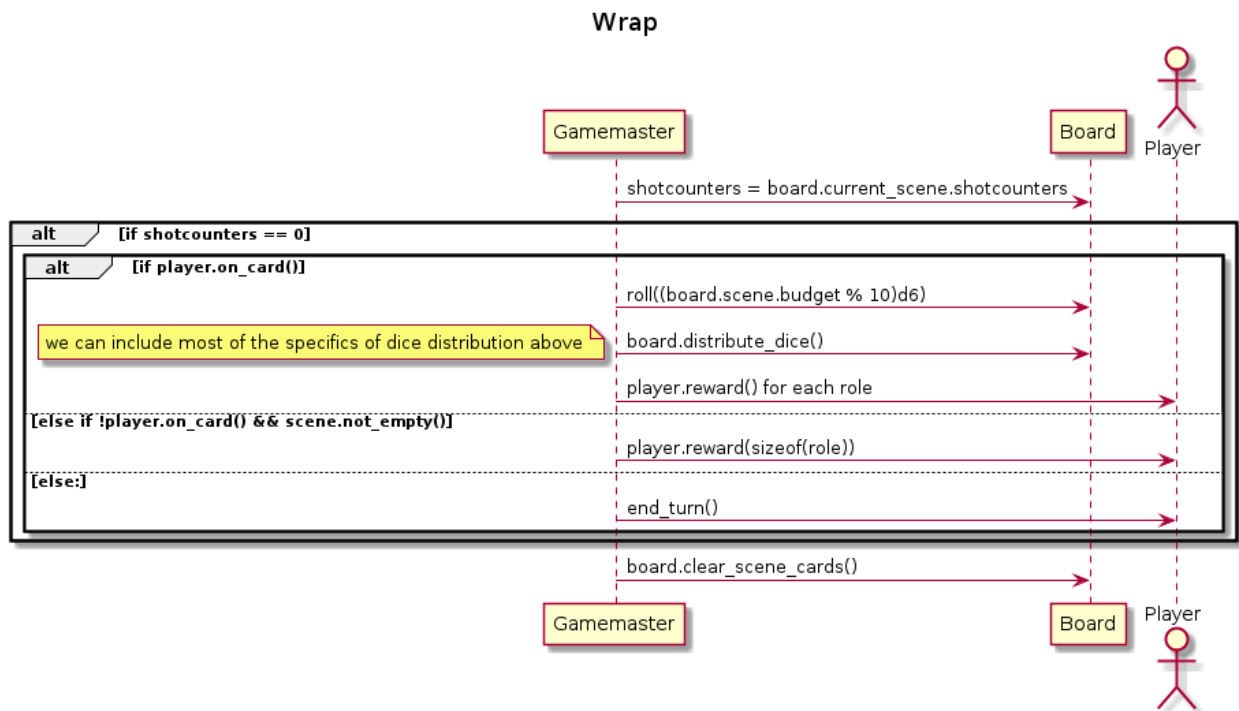 Wrap
Gamemaster
Board
Player
shotcounters = board.current_scene.shotcounters
alt
[if shotcounters == 0]
alt
[if player.on_card()]
roll((board.scene.budget % 10)d6)
we can include most of the specifics of dice distribution above
board.distribute_dice()
player.reward() for each role
[else if !player.on_card() && scene.not_empty()]
player.reward(sizeof(role))
[else:]
end_turn()
board.clear_scene_cards()
Gamemaster
Board
Player